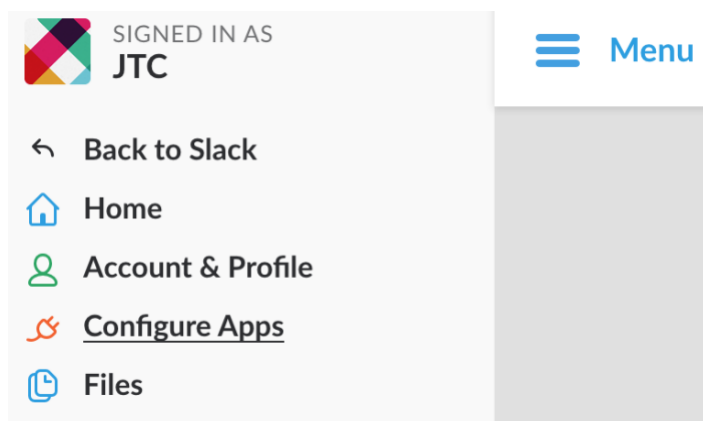 SIGNED IN AS
JTC
Menu
Back to Slack
Home
Account & Profile
Configure Apps
Files